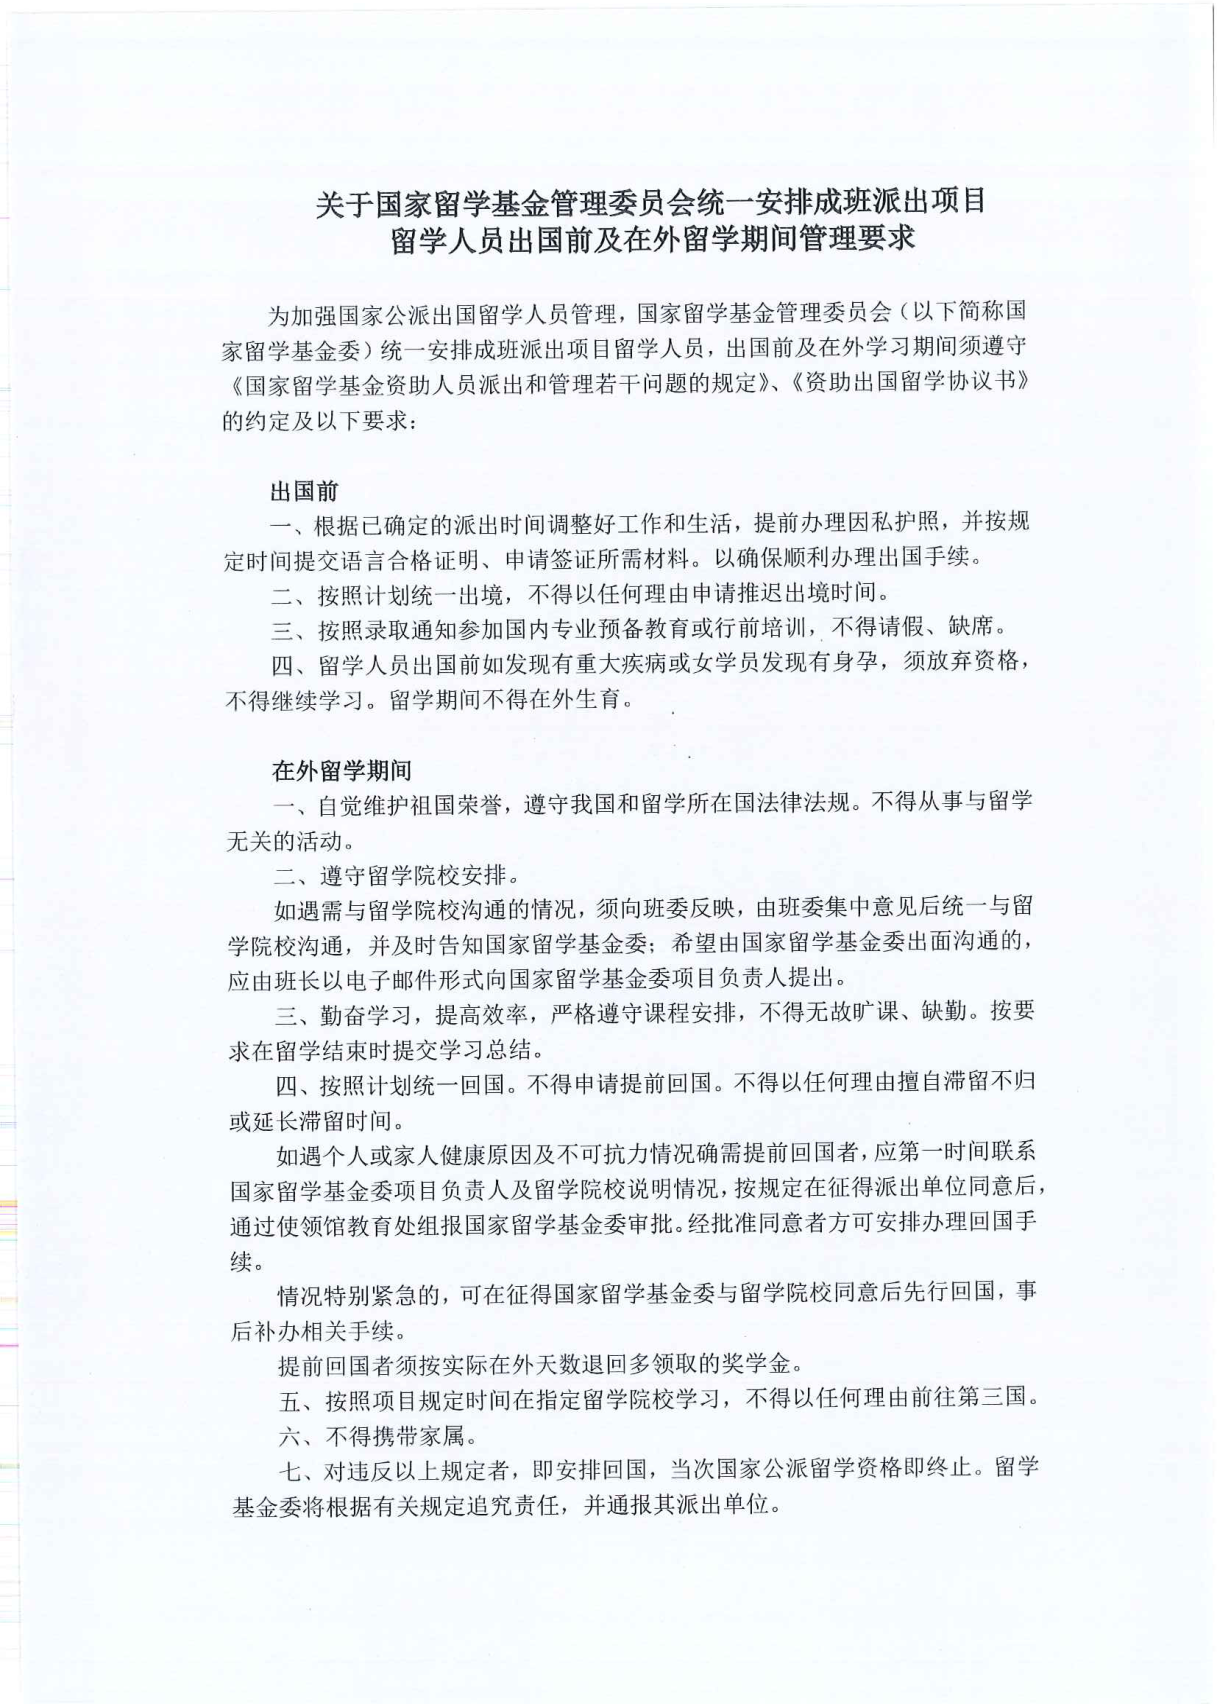 关于国家留学基金管理委员会统一安排成班派出项目
留学人员出国前及在外留学期间管理要求
为加强国家公派出国留学人员管理，国家留学基金管理委员会（以下简称国
家留学基金委）统一安排成班派出项目留学人员，出国前及在外学习期间须遵守
《国家留学基金资助人员派出和管理若干问题的规定》、《资助出国留学协议书》
的约定及以下要求：
出国前
一、根据已确定的派出时间调整好工作和生活，提前办理因私护照，并按规
定时间提交语言合格证明、申请签证所需材料。以确保顺利办理出国手续。
二、按照计划统一出境，不得以任何理由申请推迟出境时间。
三、按照录取通知参加国内专业预备教育或行前培训，不得请假、缺席。
四、留学人员出国前如发现有重大疾病或女学员发现有身孕，须放弃资格，
不得继续学习。留学期间不得在外生育。
在外留学期间
一、自觉维护祖国荣誉，遵守我国和留学所在国法律法规。不得从事与留学
无关的活动。
二、遵守留学院校安排。
如遇需与留学院校沟通的情况，须向班委反映，由班委集中意见后统一与留
学院校沟通，并及时告知国家留学基金委；希望由国家留学基金委出面沟通的，
应由班长以电子邮件形式向国家留学基金委项目负责人提出。
三、勤奋学习，提高效率，严格遵守课程安排，不得无故旷课、缺勤。按要
求在留学结束时提交学习总结。
四、按照计划统一回国。不得申请提前回国。不得以任何理由擅自滞留不归
或延长滞留时间。
如遇个人或家人健康原因及不可抗力情况确需提前回国者，应第一时间联系
国家留学基金委项目负责人及留学院校说明情况，按规定在征得派出单位同意后，
通过使领馆教育处组报国家留学基金委审批。经批准同意者方可安排办理回国手
续。
情况特别紧急的，可在征得国家留学基金委与留学院校同意后先行回国，事
后补办相关手续。
提前回国者须按实际在外天数退回多领取的奖学金。
五、按照项目规定时间在指定留学院校学习，不得以任何理由前往第三国。
六、不得携带家属。
七、对违反以上规定者，即安排回国，当次国家公派留学资格即终止。留学
基金委将根据有关规定追究责任，并通报其派出单位。